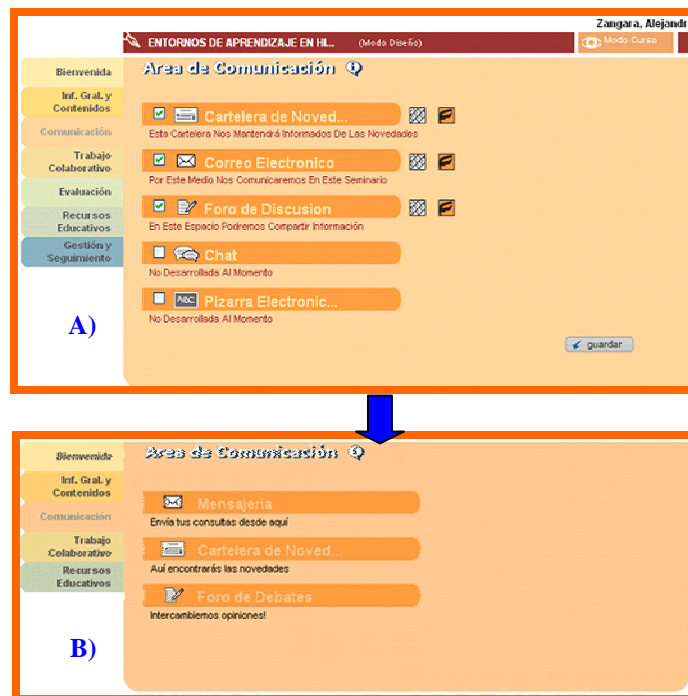 Zangara, Alejandr
ENTORNOS DE APRENDIZAJE EN HI... (Modo Diseño)
Modo Curso
Area de Comunicación
Bienvenida
Inf. Gral. y
Contenidos
Comunicación
Trabajo
Colaborativo
Evaluación
Recursos
Educativos
Gestión y
Seguimiento
Cartelera de Noved...
Esta Cartelera Nos Mantendrá Informados De Las Novedades
Correo Electronico
Por Este Medio Nos Comunicaremos En Este Seminario
Foro de Discusion
En Este Espacio Podremos Compartir Información
Chat
No Desarrollada Al Momento
ABC Pizarra Electronic...
No Desarrollada Al Momento
guardar
A)
Area de Comunicación
Bienvenida
Inf. Gral. y
Contenidos
Comunicación
Trabajo
Colaborativo
Recursos
Educativos
Mensajeria
Envía tus consultas desde aquí
Cartelera de Noved...
Auí encontrarás las novedades
Foro de Debates
Intercambiemos opiniones!
B)